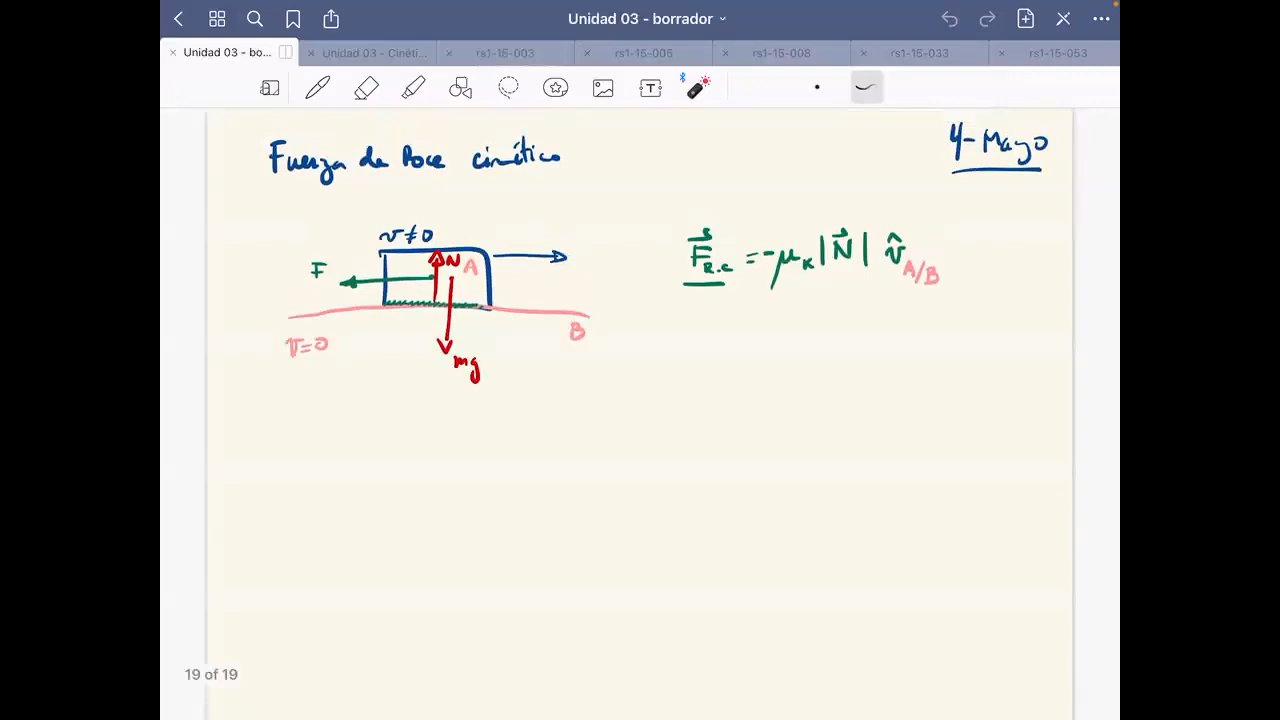 Unidad 03 - borrador
Unidad 03 - bo...
Unidad 03 - Cinéti...
rs1-15-003
rs1-15-005
rs1-15-008
rs1-15-033
rs1-15-053
4-Mayo
Fuerza de Roce cinético
v≠0
F
N
A
B
V=0
mg
F⃗R.C = -μK |N⃗| v̂A/B
19 of 19